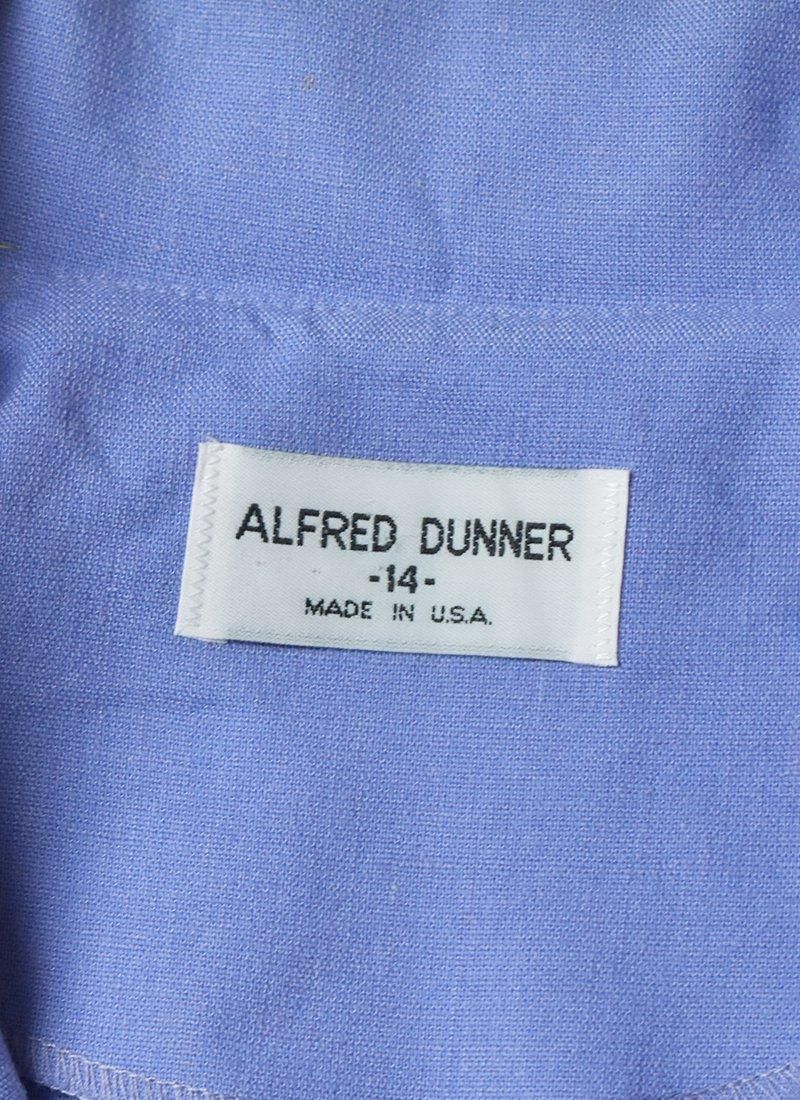 ALFRED DUNNER
-14-
MADE IN U.S.A.